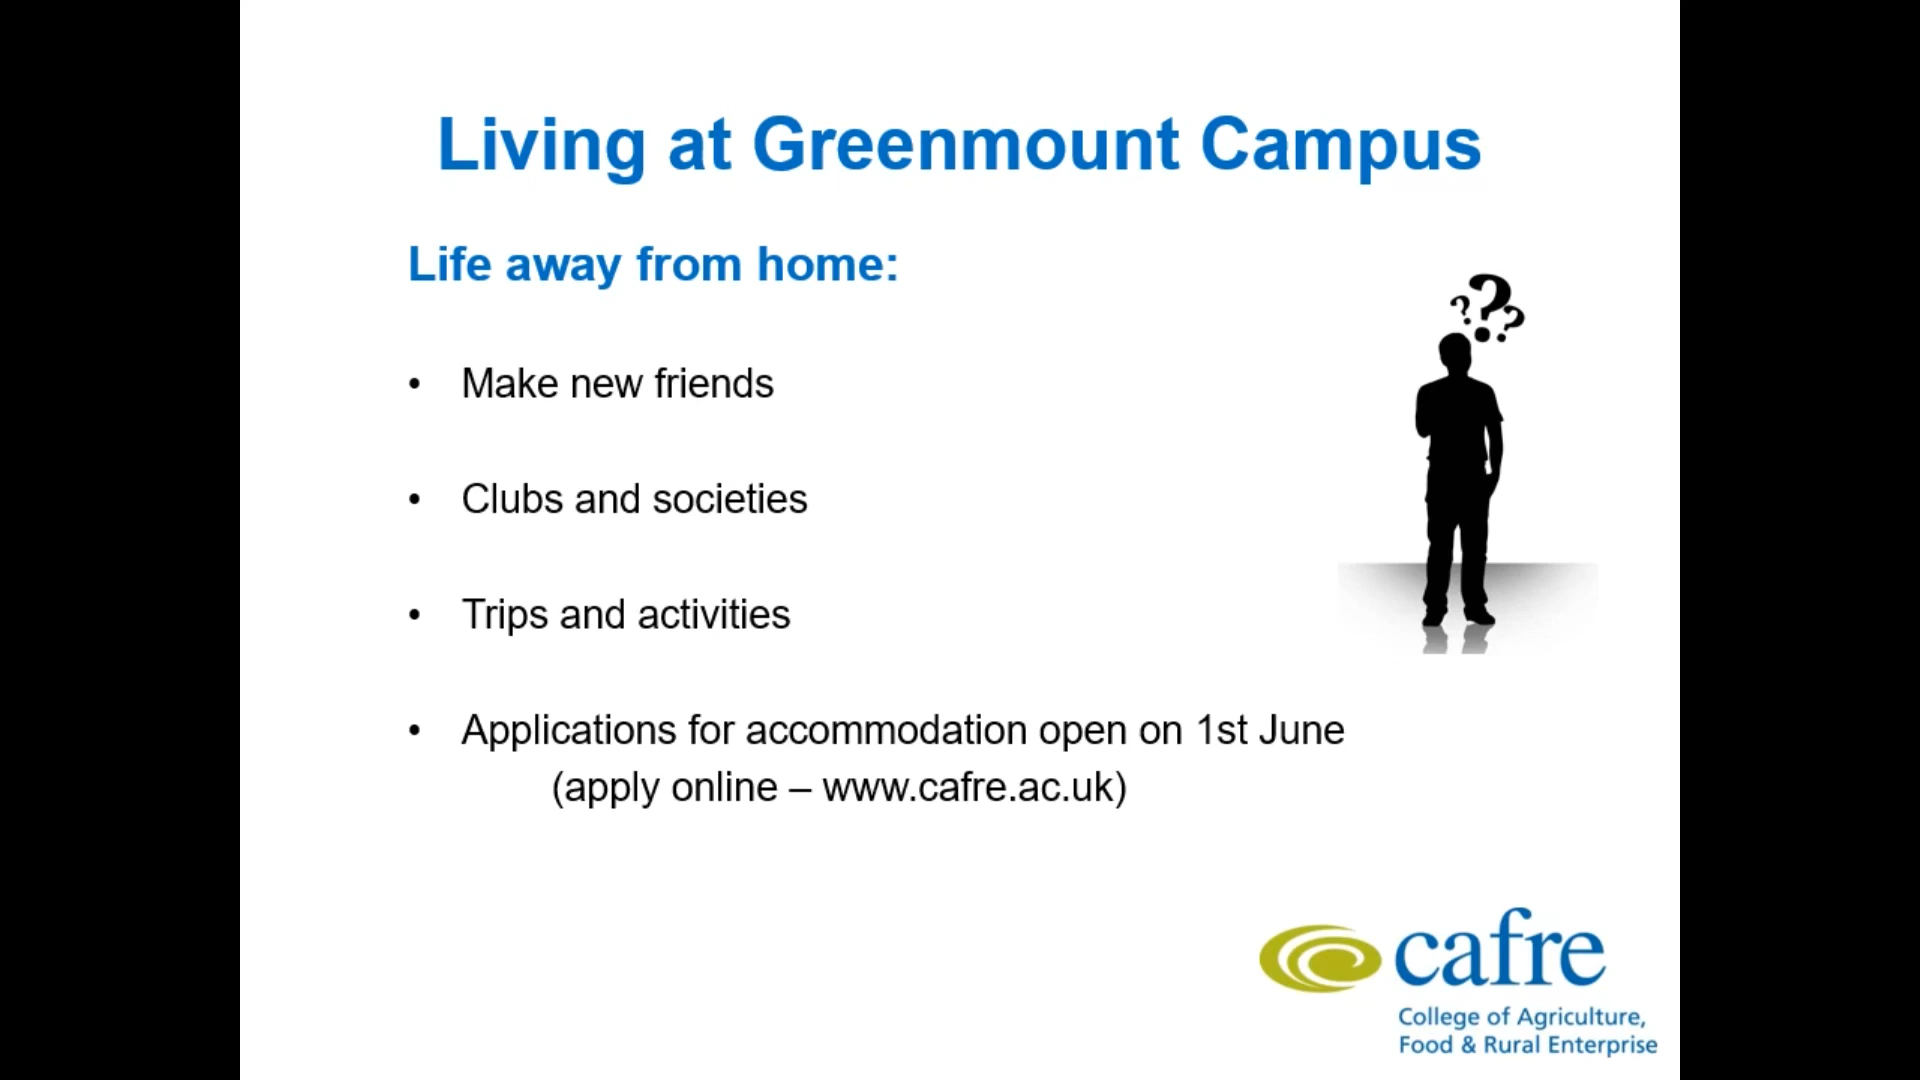 Living at Greenmount Campus
Life away from home:
???
• Make new friends
• Clubs and societies
• Trips and activities
• Applications for accommodation open on 1st June
(apply online – www.cafre.ac.uk)
cafre
College of Agriculture,
Food & Rural Enterprise